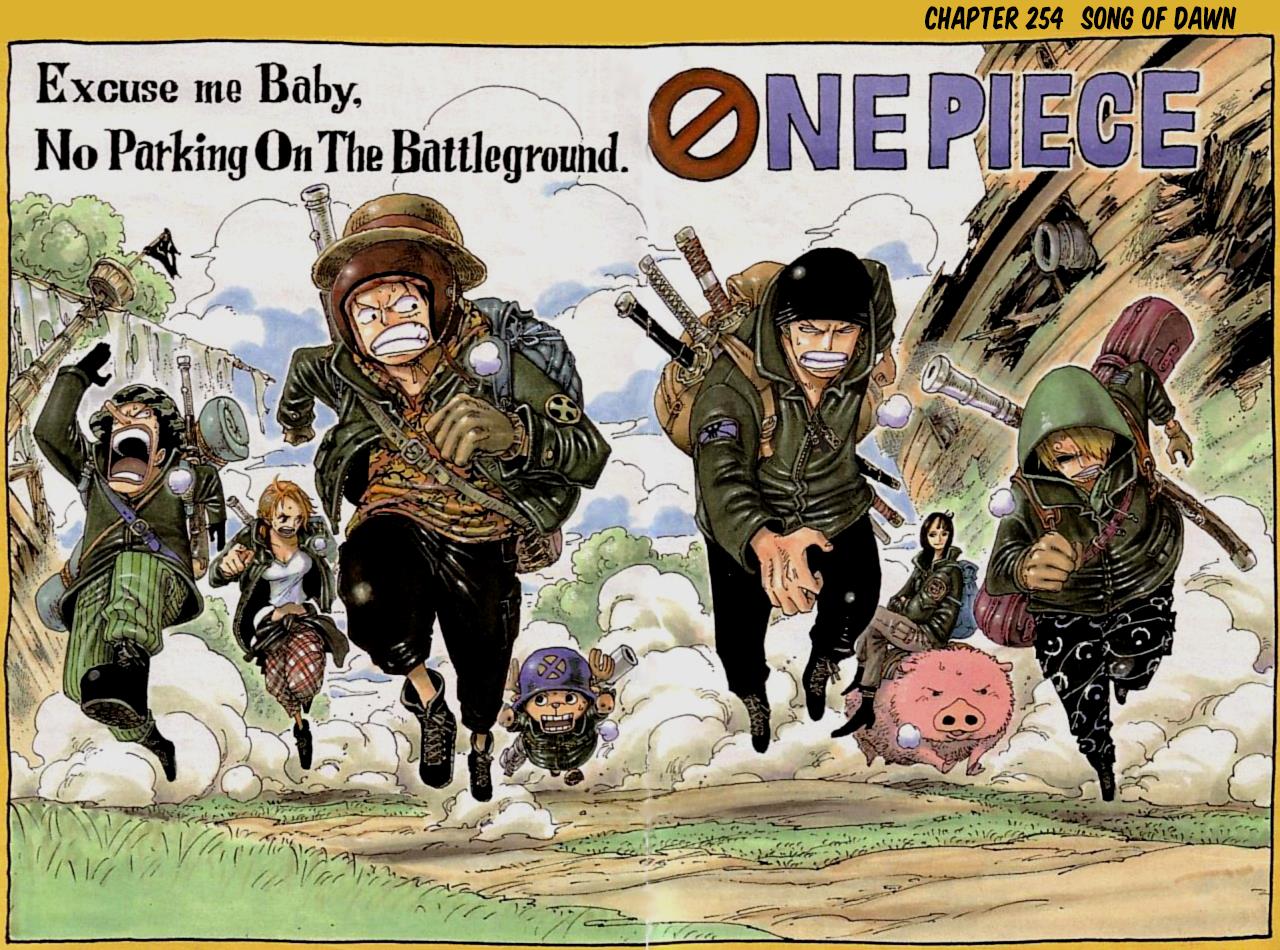 CHAPTER 254 SONG OF DAWN
Excuse me Baby,
No Parking On The Battleground.
ONE PIECE